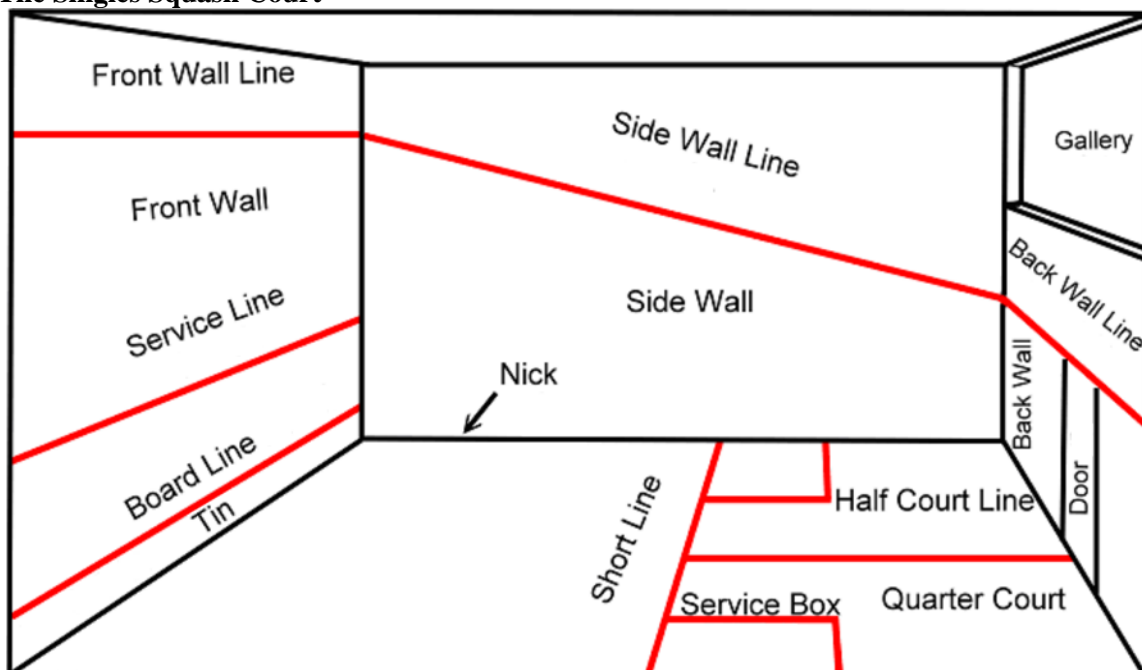 The Singles Squash Court
Front Wall Line
Side Wall Line
Gallery
Front Wall
Back Wall Line
Service Line
Side Wall
Nick
Back Wall
Board Line
Tin
Short Line
Half Court Line
Door
Service Box
Quarter Court